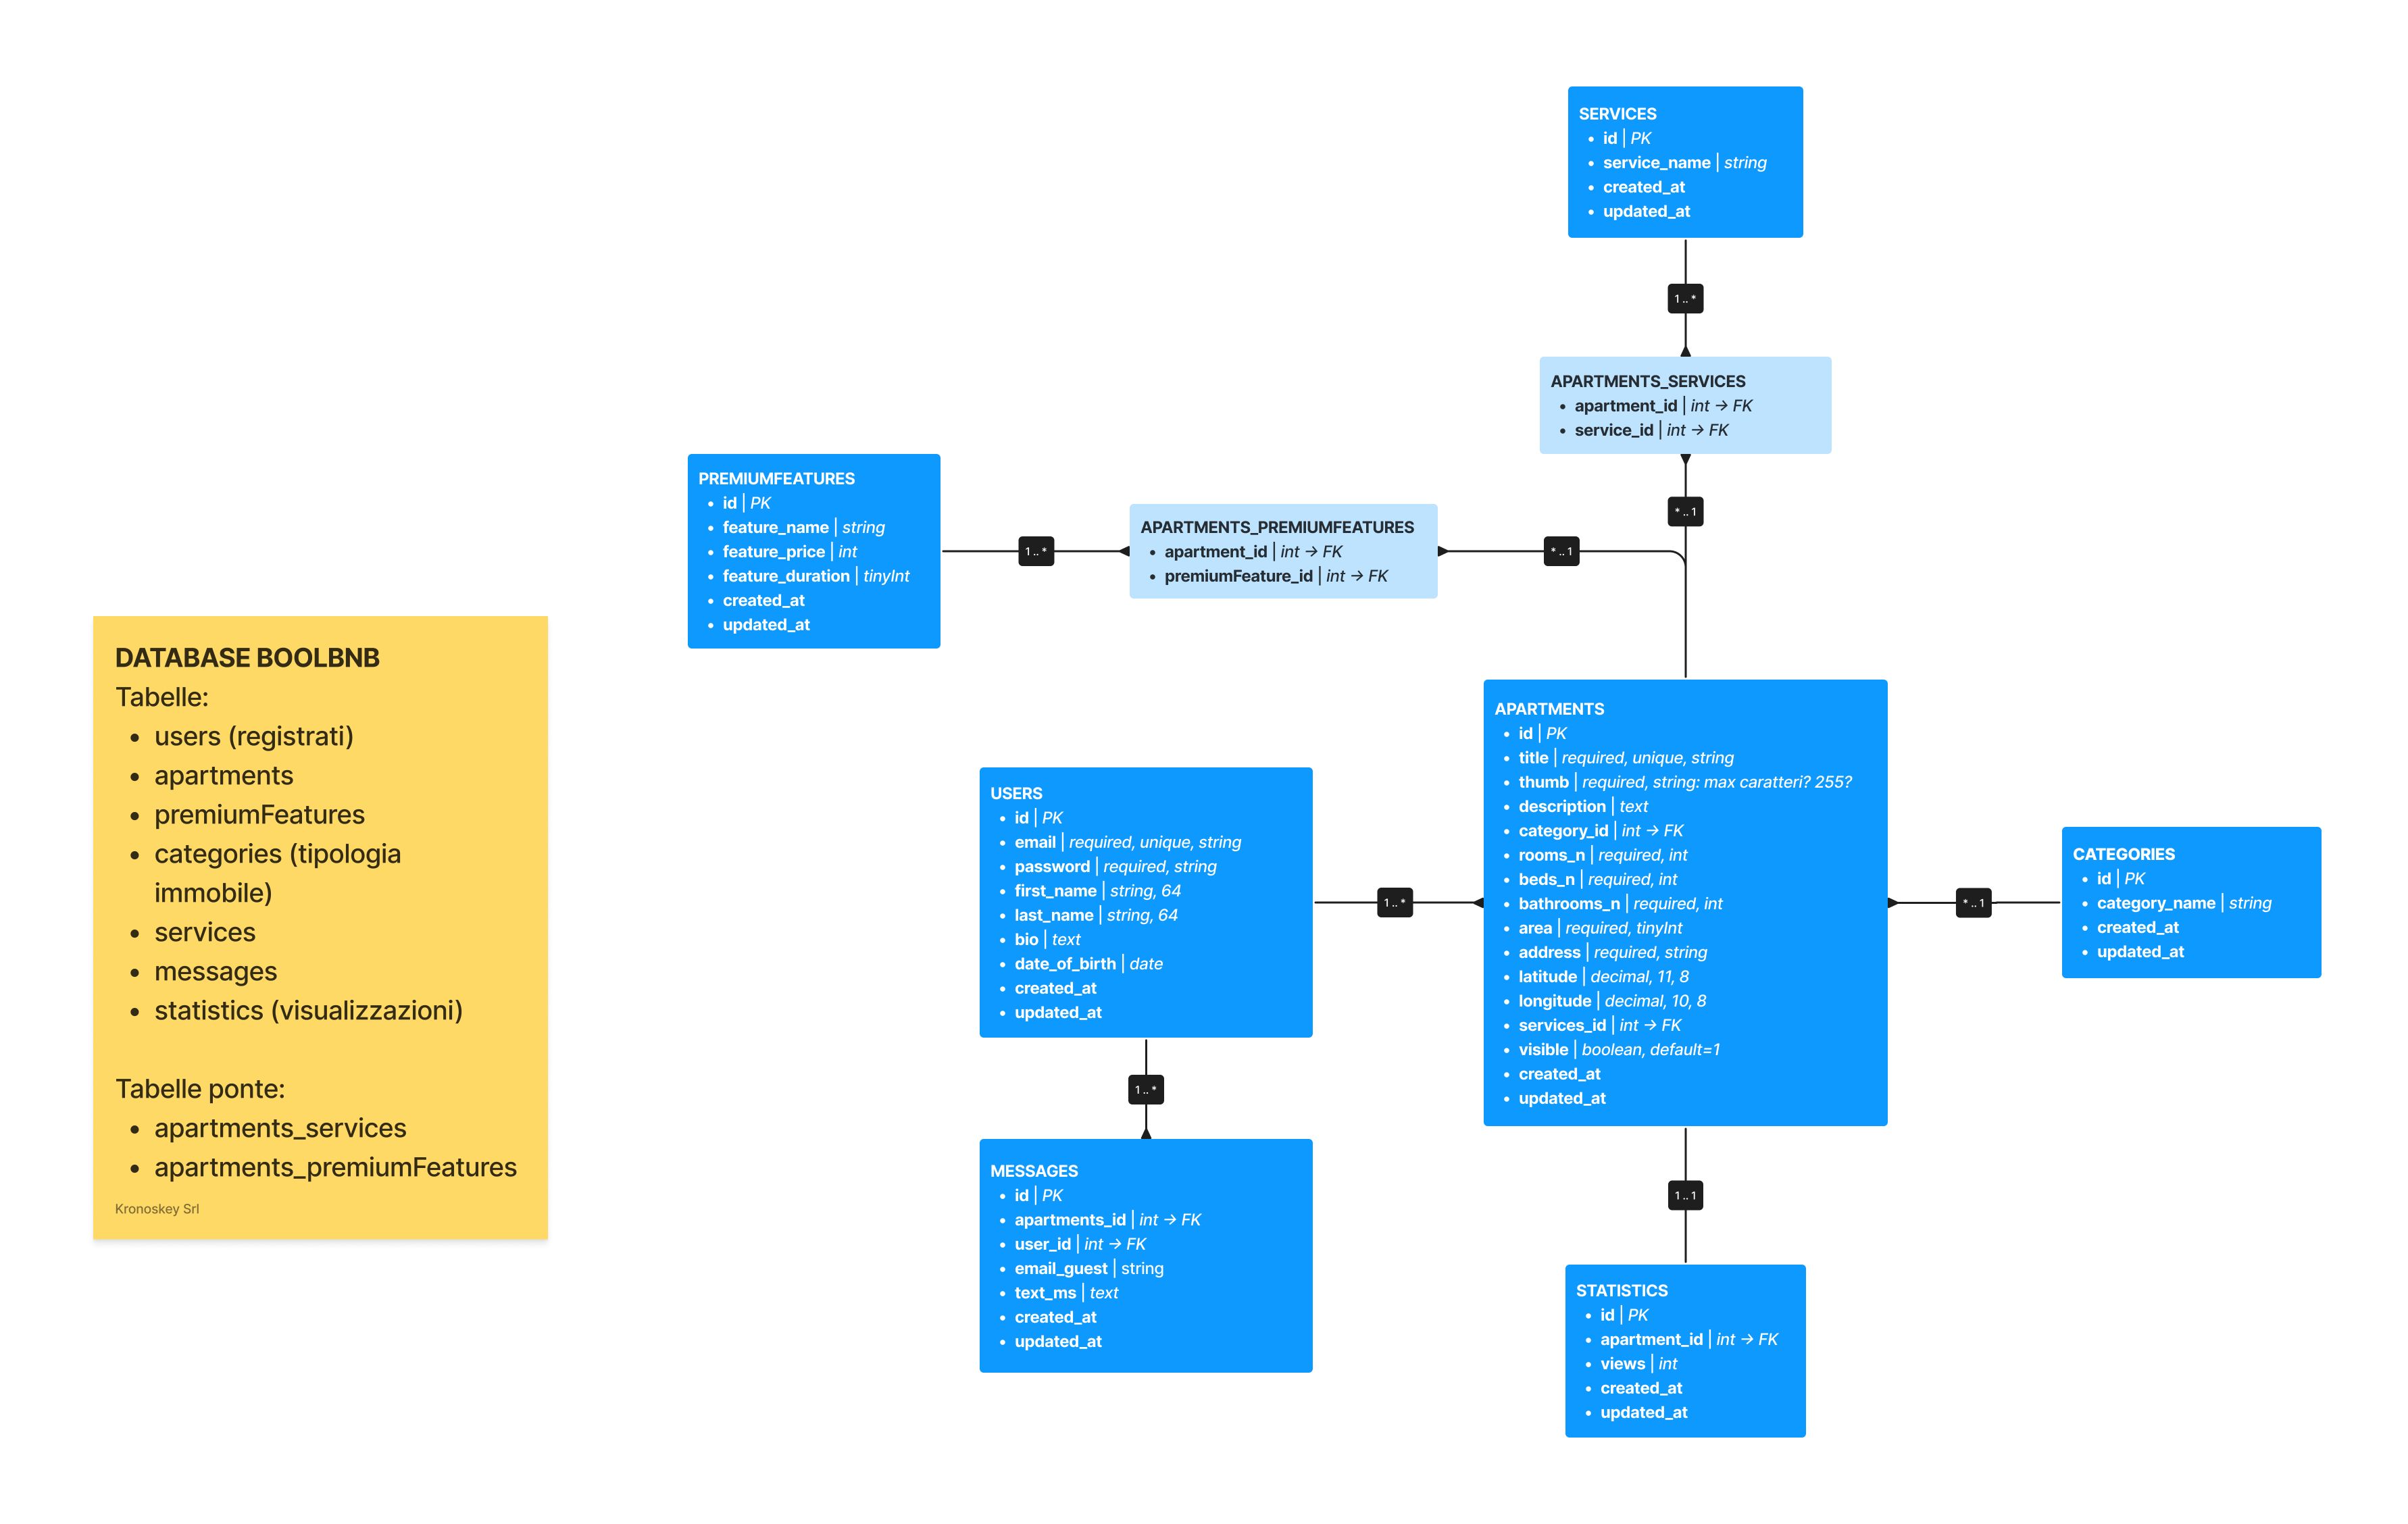 DATABASE BOOLBNB
Tabelle:
• users (registrati)
• apartments
• premiumFeatures
• categories (tipologia
immobile)
• services
• messages
• statistics (visualizzazioni)
Tabelle ponte:
• apartments_services
• apartments_premiumFeatures
Kronoskey Srl
SERVICES
• id | PK
• service_name | string
• created_at
• updated_at
1 .. *
APARTMENTS_SERVICES
• apartment_id | int → FK
• service_id | int → FK
* .. 1
PREMIUMFEATURES
• id | PK
• feature_name | string
• feature_price | int
• feature_duration | tinyInt
• created_at
• updated_at
1 .. *
APARTMENTS_PREMIUMFEATURES
• apartment_id | int → FK
• premiumFeature_id | int → FK
* .. 1
APARTMENTS
• id | PK
• title | required, unique, string
• thumb | required, string: max caratteri? 255?
• description | text
• category_id | int → FK
• rooms_n | required, int
• beds_n | required, int
• bathrooms_n | required, int
• area | required, tinyInt
• address | required, string
• latitude | decimal, 11, 8
• longitude | decimal, 10, 8
• services_id | int → FK
• visible | boolean, default=1
• created_at
• updated_at
USERS
• id | PK
• email | required, unique, string
• password | required, string
• first_name | string, 64
• last_name | string, 64
• bio | text
• date_of_birth | date
• created_at
• updated_at
1 .. *
* .. 1
CATEGORIES
• id | PK
• category_name | string
• created_at
• updated_at
1 .. *
MESSAGES
• id | PK
• apartments_id | int → FK
• user_id | int → FK
• email_guest | string
• text_ms | text
• created_at
• updated_at
1 .. 1
STATISTICS
• id | PK
• apartment_id | int → FK
• views | int
• created_at
• updated_at